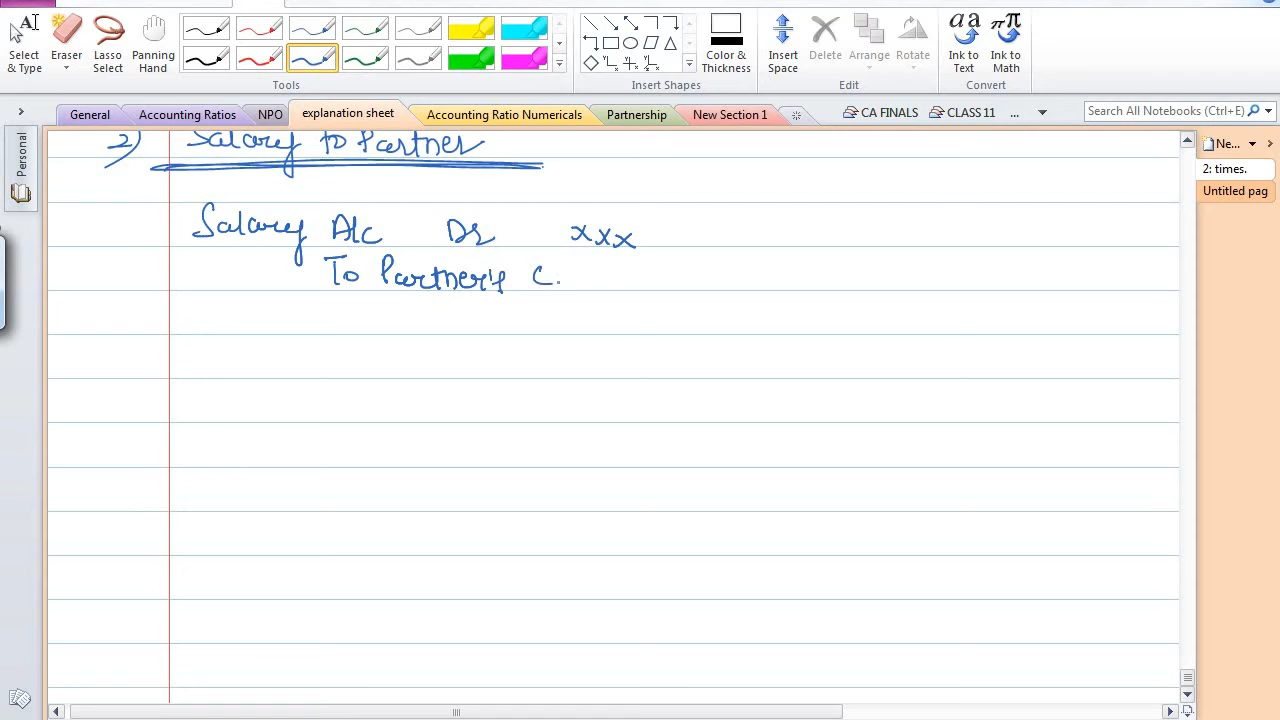 Select & Type
Eraser
Lasso Select
Panning Hand
Tools
Insert Shapes
Color & Thickness
Insert Space
Delete
Arrange
Rotate
Edit
Ink to Text
Ink to Math
Convert
General
Accounting Ratios
NPO
explanation sheet
Accounting Ratio Numericals
Partnership
New Section 1
CA FINALS
CLASS 11
...
Search All Notebooks (Ctrl+E)
Personal
Ne...
2: times.
Untitled pag
2) Salary to Partner
Salary A/c Dr xxx
To Partner's C.